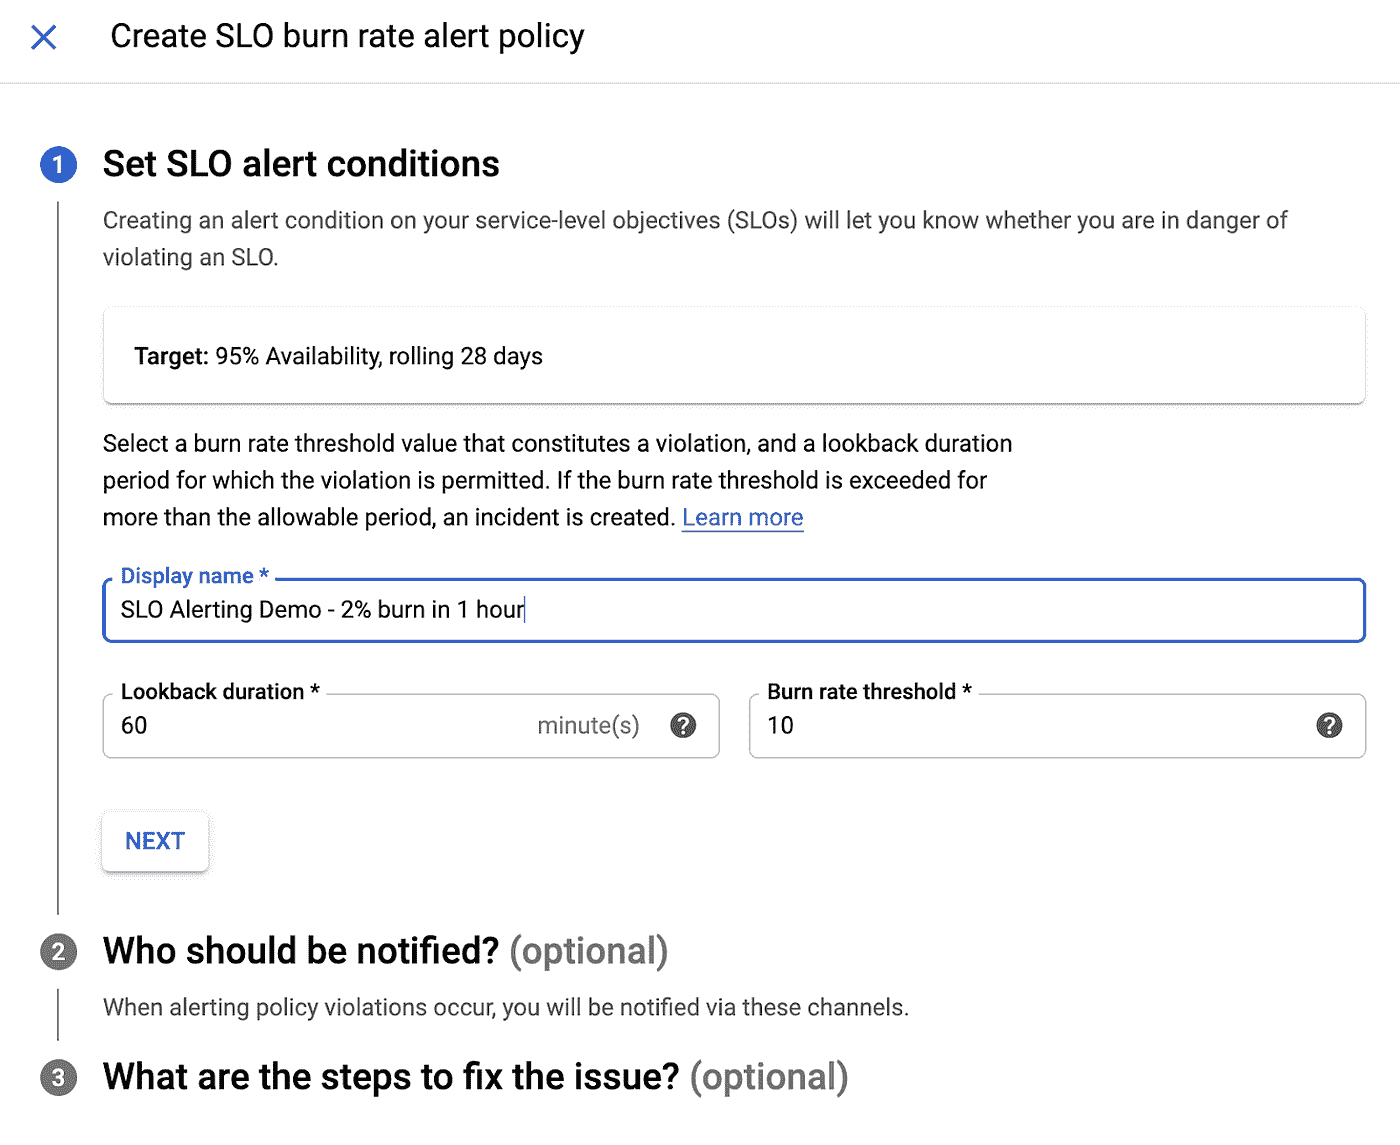 Create SLO burn rate alert policy
1 Set SLO alert conditions
Creating an alert condition on your service-level objectives (SLOs) will let you know whether you are in danger of
violating an SLO.
Target: 95% Availability, rolling 28 days
Select a burn rate threshold value that constitutes a violation, and a lookback duration
period for which the violation is permitted. If the burn rate threshold is exceeded for
more than the allowable period, an incident is created. Learn more
Display name *
SLO Alerting Demo - 2% burn in 1 hour
Lookback duration *
60 minute(s) ?
Burn rate threshold *
10 ?
NEXT
2 Who should be notified? (optional)
When alerting policy violations occur, you will be notified via these channels.
3 What are the steps to fix the issue? (optional)